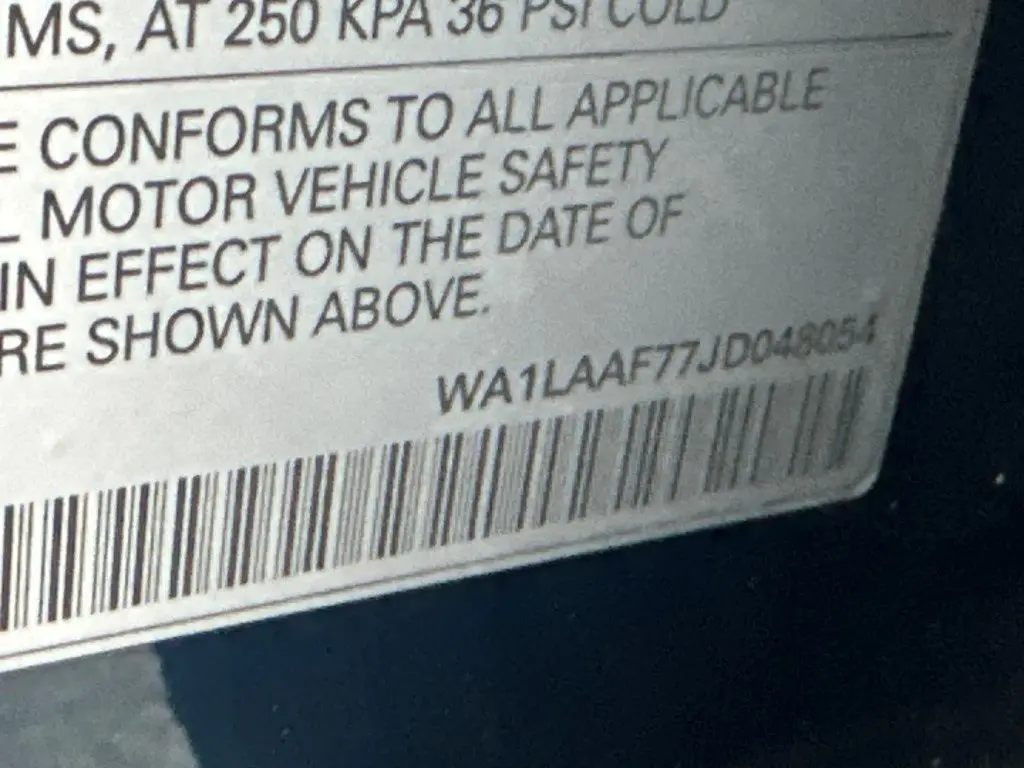 MS, AT 250 KPA 36 PSI COLD
E CONFORMS TO ALL APPLICABLE
L MOTOR VEHICLE SAFETY
IN EFFECT ON THE DATE OF
RE SHOWN ABOVE.
WA1LAAF77JD048054